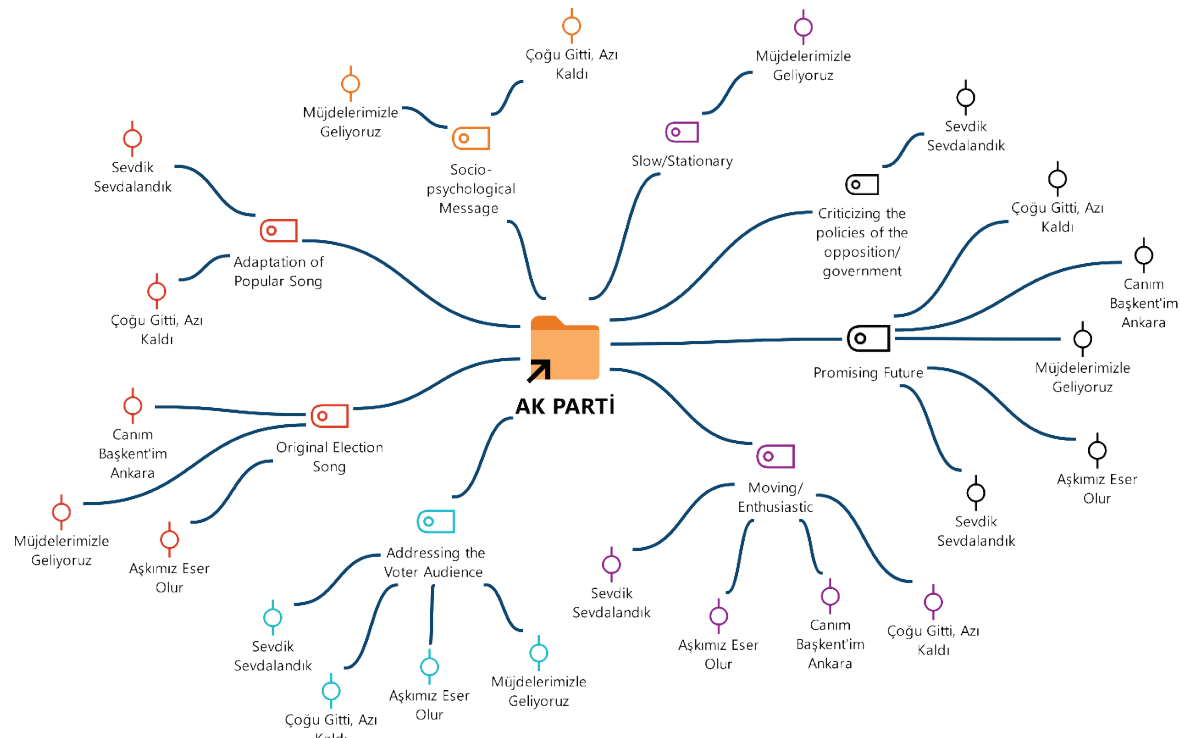 Çoğu Gitti, Azı
Kaldı
Müjdelerimizle
Geliyoruz
Müjdelerimizle
Geliyoruz
Socio-
psychological
Message
Slow/Stationary
Sevdik
Sevdalandık
Criticizing the
policies of the
opposition/
government
Sevdik
Sevdalandık
Adaptation of
Popular Song
Çoğu Gitti, Azı
Kaldı
Çoğu Gitti, Azı
Kaldı
Canım
Başkent'im
Ankara
Müjdelerimizle
Geliyoruz
Promising Future
Aşkımız Eser
Olur
Sevdik
Sevdalandık
AK PARTİ
Original Election
Song
Canım
Başkent'im
Ankara
Müjdelerimizle
Geliyoruz
Aşkımız Eser
Olur
Addressing the
Voter Audience
Sevdik
Sevdalandık
Çoğu Gitti, Azı
Kaldı
Aşkımız Eser
Olur
Müjdelerimizle
Geliyoruz
Moving/
Enthusiastic
Sevdik
Sevdalandık
Aşkımız Eser
Olur
Canım
Başkent'im
Ankara
Çoğu Gitti, Azı
Kaldı